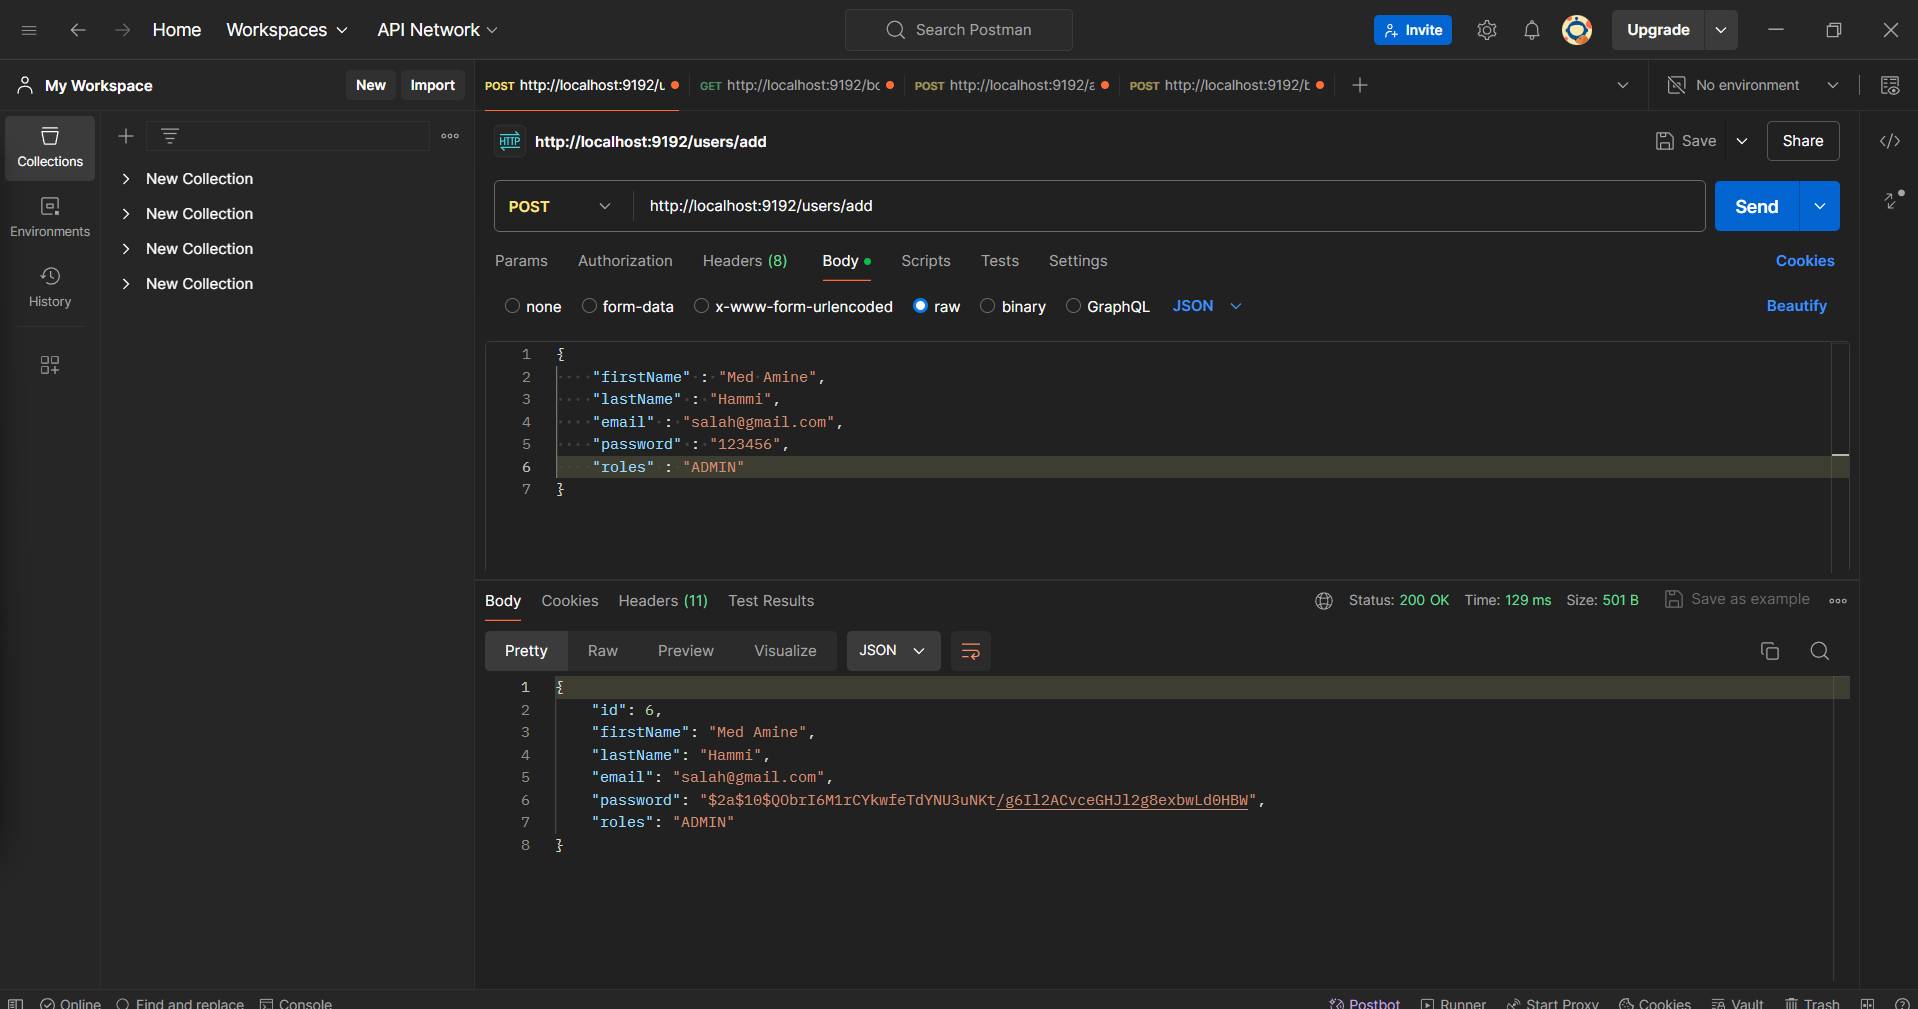 Home Workspaces API Network Search Postman Invite Upgrade
My Workspace New Import POST http://localhost:9192/u GET http://localhost:9192/bo POST http://localhost:9192/a POST http://localhost:9192/b No environment
Collections
Environments
History
New Collection
New Collection
New Collection
New Collection
HTTP http://localhost:9192/users/add Save Share
POST http://localhost:9192/users/add Send
Params Authorization Headers (8) Body Scripts Tests Settings Cookies
none form-data x-www-form-urlencoded raw binary GraphQL JSON Beautify
1 {
2 "firstName" : "Med Amine",
3 "lastName" : "Hammi",
4 "email" : "salah@gmail.com",
5 "password" : "123456",
6 "roles" : "ADMIN"
7 }
Body Cookies Headers (11) Test Results Status: 200 OK Time: 129 ms Size: 501 B Save as example
Pretty Raw Preview Visualize JSON
1 {
2 "id": 6,
3 "firstName": "Med Amine",
4 "lastName": "Hammi",
5 "email": "salah@gmail.com",
6 "password": "$2a$10$QObrI6M1rCYkwfeTdYNU3uNKt/g6Il2ACvceGHJl2g8exbwLd0HBW",
7 "roles": "ADMIN"
8 }
Online Find and replace Console Postbot Runner Start Proxy Cookies Vault Trash